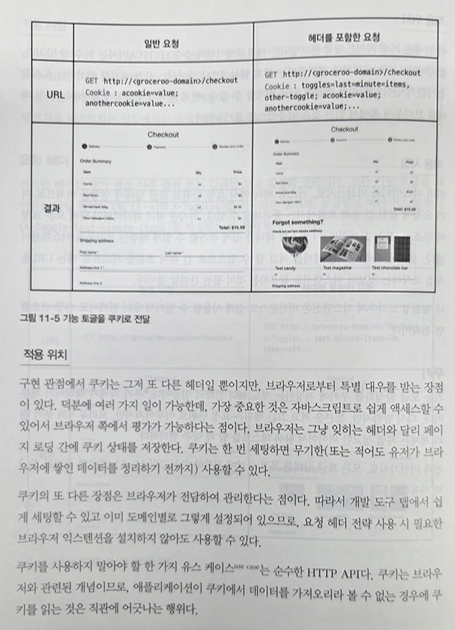 일반 요청
헤더를 포함한 요청
URL
GET http://<groceroo-domain>/checkout
Cookie : acookie=value;
anothercookie=value...
GET http://<groceroo-domain>/checkout
Cookie : toggles=last=minute=items,
other=toggle; acookie=value;
anothercookie=value;...
결과
Checkout
Delivery
Payment
Review your order
Order Summary
Item
Qty
Price
Total: $15.56
Shipping address
First name*
Last name*
Address line 1*
Address line 2
Checkout
Order Summary
Item
Qty
Total: $15.56
Forgot something?
Test candy
Test magazine
Test chocolate bar
Shipping address
그림 11-5 기능 토글을 쿠키로 전달
적용 위치
구현 관점에서 쿠키는 그저 또 다른 헤더일 뿐이지만, 브라우저로부터 특별 대우를 받는 장점
이 있다. 덕분에 여러 가지 일이 가능한데, 가장 중요한 것은 자바스크립트로 쉽게 액세스할 수
있어서 브라우저 쪽에서 평가가 가능하다는 점이다. 브라우저는 그냥 잊히는 헤더와 달리 페이
지 로딩 간에 쿠키 상태를 저장한다. 쿠키는 한 번 세팅하면 무기한(또는 적어도 유저가 브라
우저에 쌓인 데이터를 정리하기 전까지) 사용할 수 있다.
쿠키의 또 다른 장점은 브라우저가 전담하여 관리한다는 점이다. 따라서 개발 도구 탭에서 쉽
게 세팅할 수 있고 이미 도메인별로 그렇게 설정되어 있으므로, 요청 헤더 전략 사용 시 필요한
브라우저 익스텐션을 설치하지 않아도 사용할 수 있다.
쿠키를 사용하지 말아야 할 한 가지 유스 케이스use case는 순수한 HTTP API다. 쿠키는 브라우
저와 관련된 개념이므로, 애플리케이션이 쿠키에서 데이터를 가져오리라 볼 수 없는 경우에 쿠
키를 읽는 것은 직관에 어긋나는 행위다.